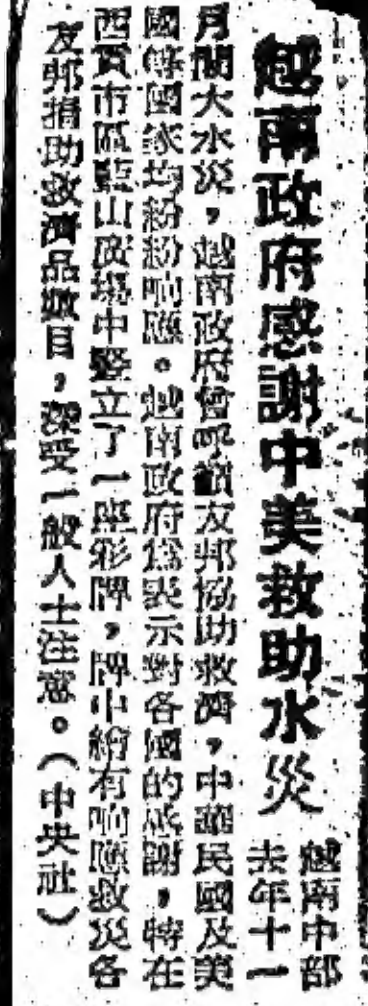 越南政府感謝中美救助水災
越南中部
去年十一
月間大水災，越南政府曾呼籲友邦協助救濟，中華民國及美
國等國家均紛紛响應。越南政府爲表示對各國的感謝，特在
西貢市區藍山廣場中豎立了一座彩牌，牌中繪有响應救災各
友邦捐助救濟品數目，深受一般人士注意。（中央社）